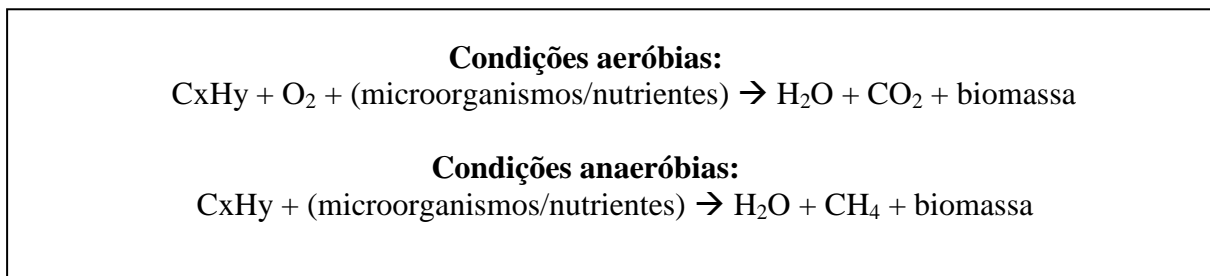 Condições aeróbias:
CxHy + O₂ + (microorganismos/nutrientes) → H₂O + CO₂ + biomassa
Condições anaeróbias:
CxHy + (microorganismos/nutrientes) → H₂O + CH₄ + biomassa